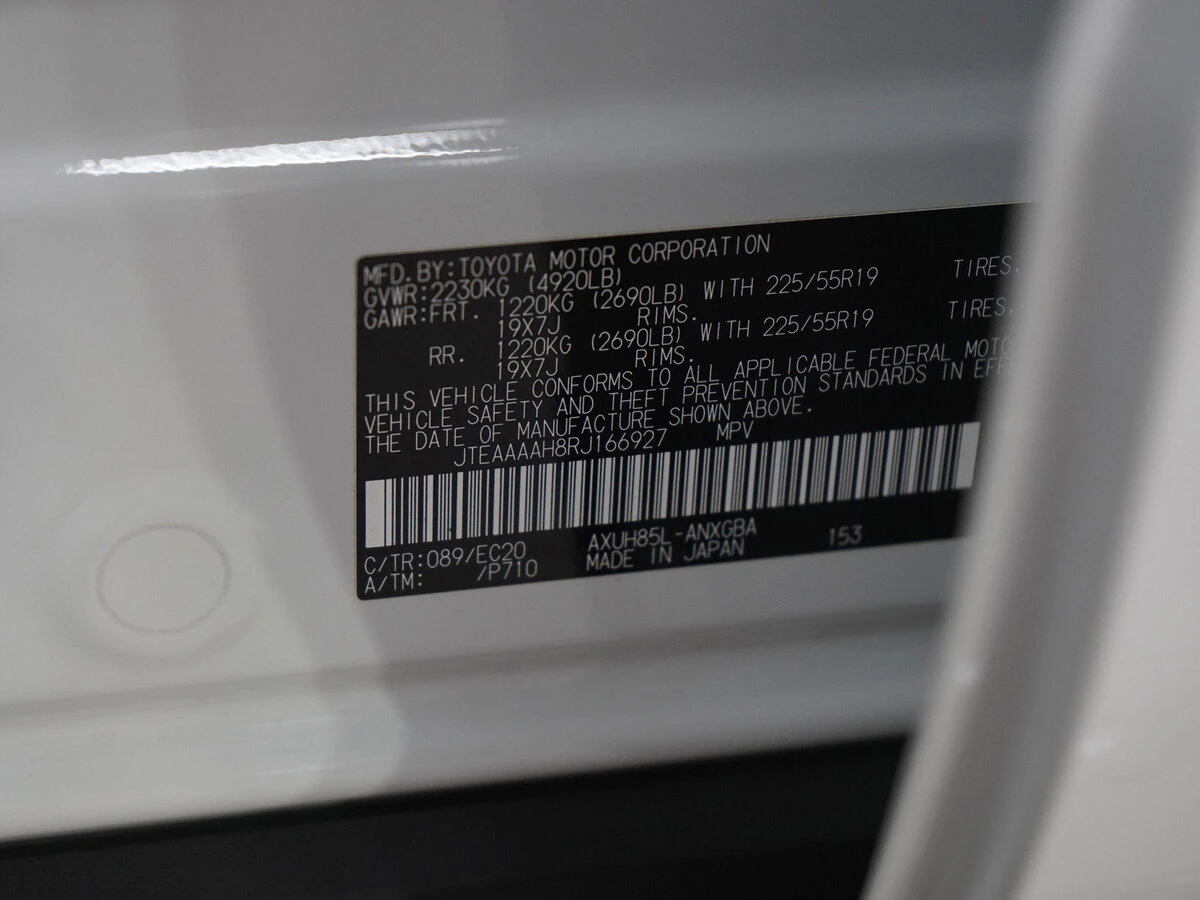 MFD. BY: TOYOTA MOTOR CORPORATION
GVWR: 2230KG (4920LB)
GAWR: FRT. 1220KG (2690LB) WITH 225/55R19 TIRES.
19X7J RIMS.
RR. 1220KG (2690LB) WITH 225/55R19 TIRES.
19X7J RIMS.
THIS VEHICLE CONFORMS TO ALL APPLICABLE FEDERAL MOTO
VEHICLE SAFETY AND THEFT PREVENTION STANDARDS IN EFF
THE DATE OF MANUFACTURE SHOWN ABOVE.
JTEAAAAH8RJ166927 MPV
C/TR: 089/EC20 AXUH85L-ANXGBA 153
A/TM: /P710 MADE IN JAPAN